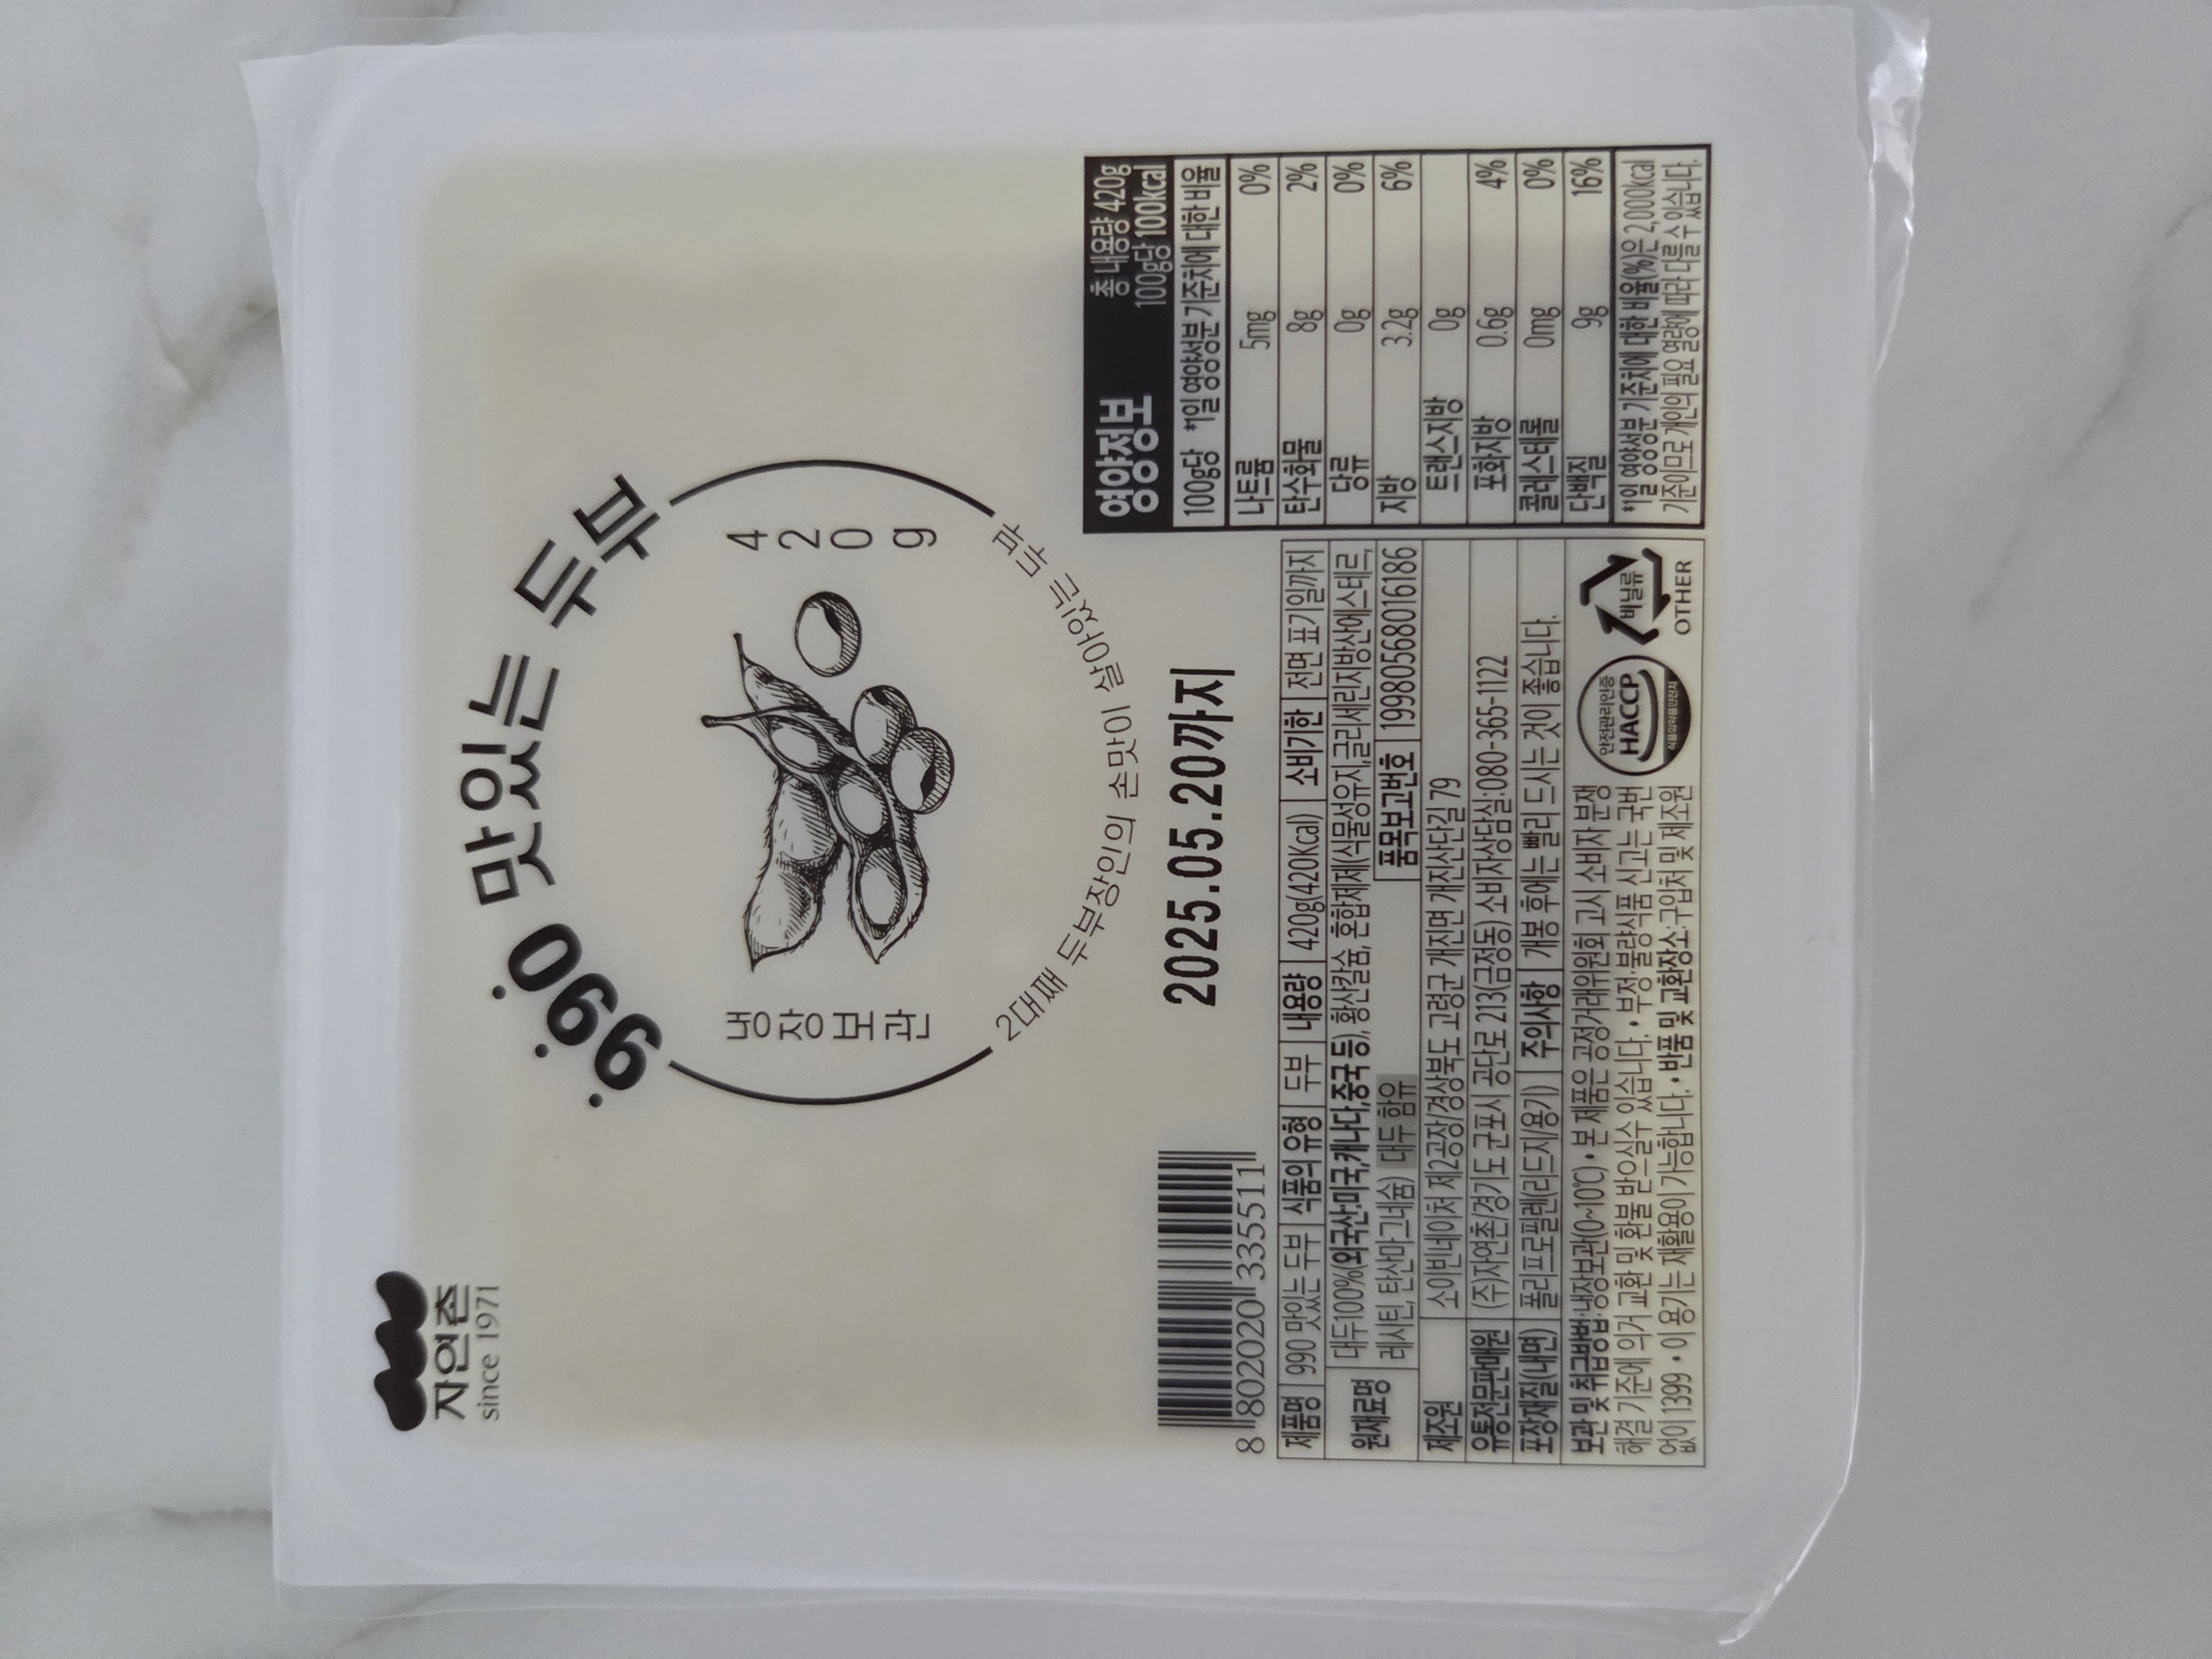 자연촌
since 1971
990 맛있는 두부
냉장보관
420g
2대째 두부장인의 손맛이 살아있는 국산
2025.05.20까지
8 802020 335511
영양정보
총 내용량 420g
100g당 100kcal
100g당 *1일 영양성분 기준치에 대한 비율
나트륨 5mg 0%
탄수화물 8g 2%
당류 0g 0%
지방 3.2g 6%
트랜스지방 0g
포화지방 0.6g 4%
콜레스테롤 0mg 0%
단백질 9g 16%
*1일 영양성분 기준치에 대한 비율(%)은 2,000kcal
기준이므로 개인의 필요 열량에 따라 다를 수 있습니다.
제품명 990 맛있는 두부 식품의 유형 두부 내용량 420g(420Kcal) 소비기한 전면 표기일까지
원재료명 대두100%(외국산:미국,캐나다,중국 등), 황산칼슘, 혼합제제(식물성유지,글리세린지방산에스테르,
레시틴, 탄산마그네슘) 대두 함유 품목보고번호 1998056801​6186
제조원 소이빈네이처 제2공장/경상북도 고령군 개진면 개진산단길 79
유통전문판매원 (주)자연촌/경기도 군포시 공단로 213(금정동) 소비자상담실:080-365-1122
포장재질(내면) 폴리프로필렌(리드지/용기) 주의사항 개봉 후에는 빨리 드시는 것이 좋습니다.
보관 및 취급방법:냉장보관(0~10℃) • 본 제품은 공정거래위원회 고시 소비자 분쟁
해결 기준에 의거 교환 및 환불 받으실 수 있습니다. • 부정·불량식품 신고는 국번
없이 1399 • 이 용기는 재활용이 가능합니다. • 반품 및 교환장소:구입처 및 제조원
안전관리인증
HACCP
식품의약품안전처
비닐류
OTHER